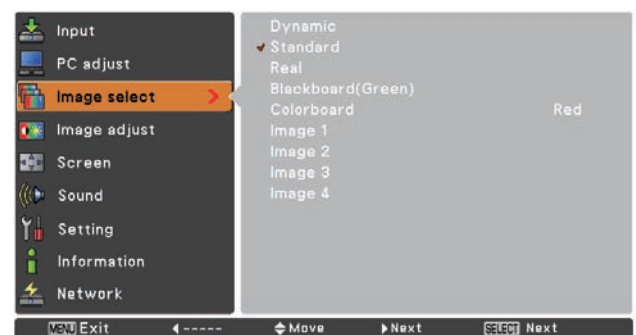 Input
PC adjust
Image select
Image adjust
Screen
Sound
Setting
Information
Network
Dynamic
Standard
Real
Blackboard(Green)
Colorboard Red
Image 1
Image 2
Image 3
Image 4
MENU Exit ----- Move Next SELECT Next